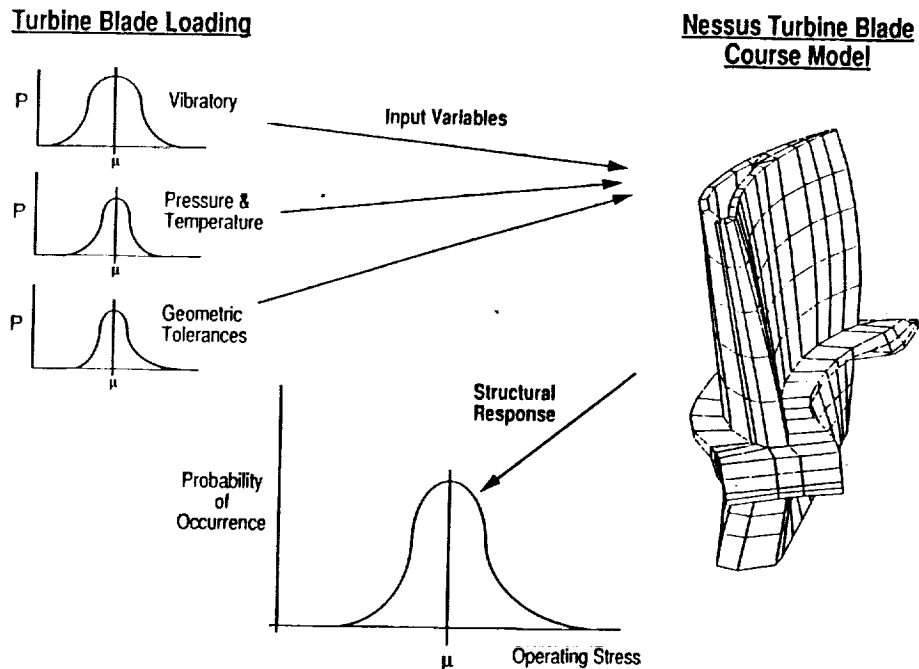 Turbine Blade Loading
Nessus Turbine Blade
Course Model
P
Vibratory
μ
Input Variables
P
Pressure &
Temperature
μ
P
Geometric
Tolerances
μ
Structural
Response
Probability
of
Occurrence
μ
Operating Stress